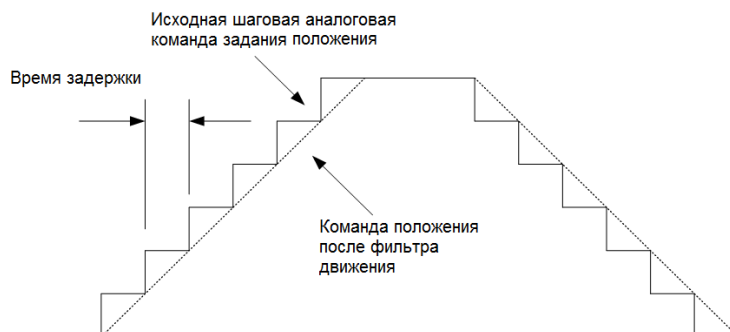 Исходная шаговая аналоговая
команда задания положения
Время задержки
Команда положения
после фильтра
движения